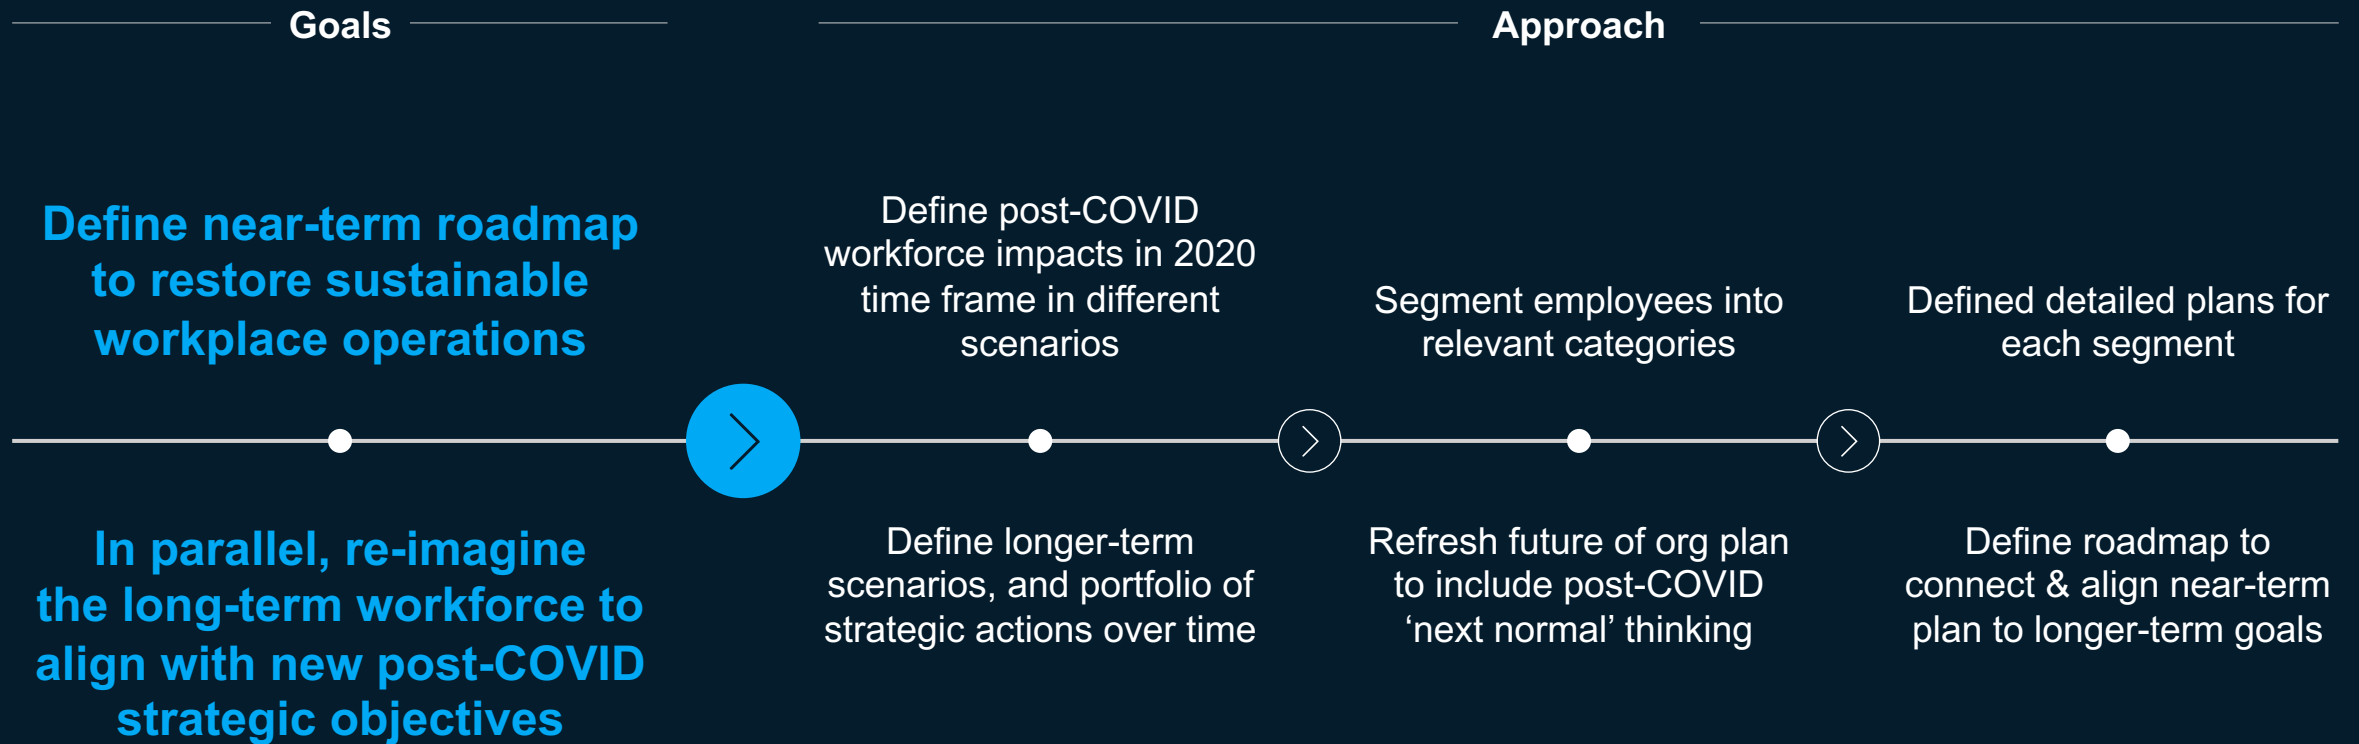 Goals
Approach
Define near-term roadmap
to restore sustainable
workplace operations
Define post-COVID
workforce impacts in 2020
time frame in different
scenarios
Segment employees into
relevant categories
Defined detailed plans for
each segment
In parallel, re-imagine
the long-term workforce to
align with new post-COVID
strategic objectives
Define longer-term
scenarios, and portfolio of
strategic actions over time
Refresh future of org plan
to include post-COVID
‘next normal’ thinking
Define roadmap to
connect & align near-term
plan to longer-term goals